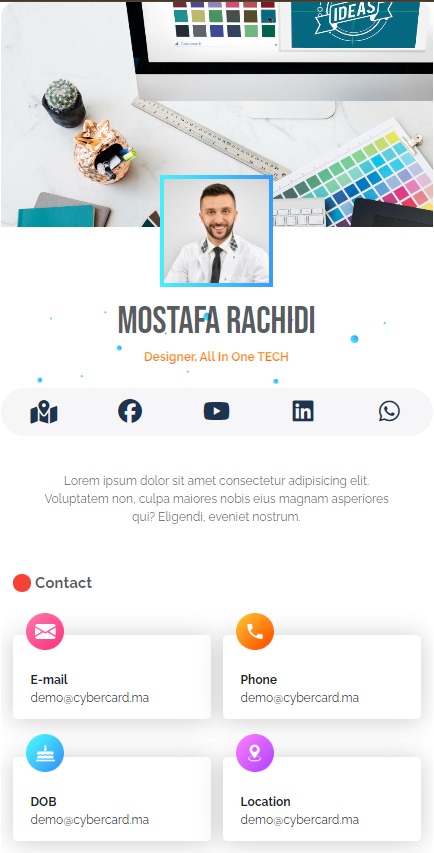 IDEAS
MOSTAFA RACHIDI
Designer, All In One TECH
Lorem ipsum dolor sit amet consectetur adipisicing elit.
Voluptatem non, culpa maiores nobis eius magnam asperiores
qui? Eligendi, eveniet nostrum.
Contact
E-mail
demo@cybercard.ma
Phone
demo@cybercard.ma
DOB
demo@cybercard.ma
Location
demo@cybercard.ma